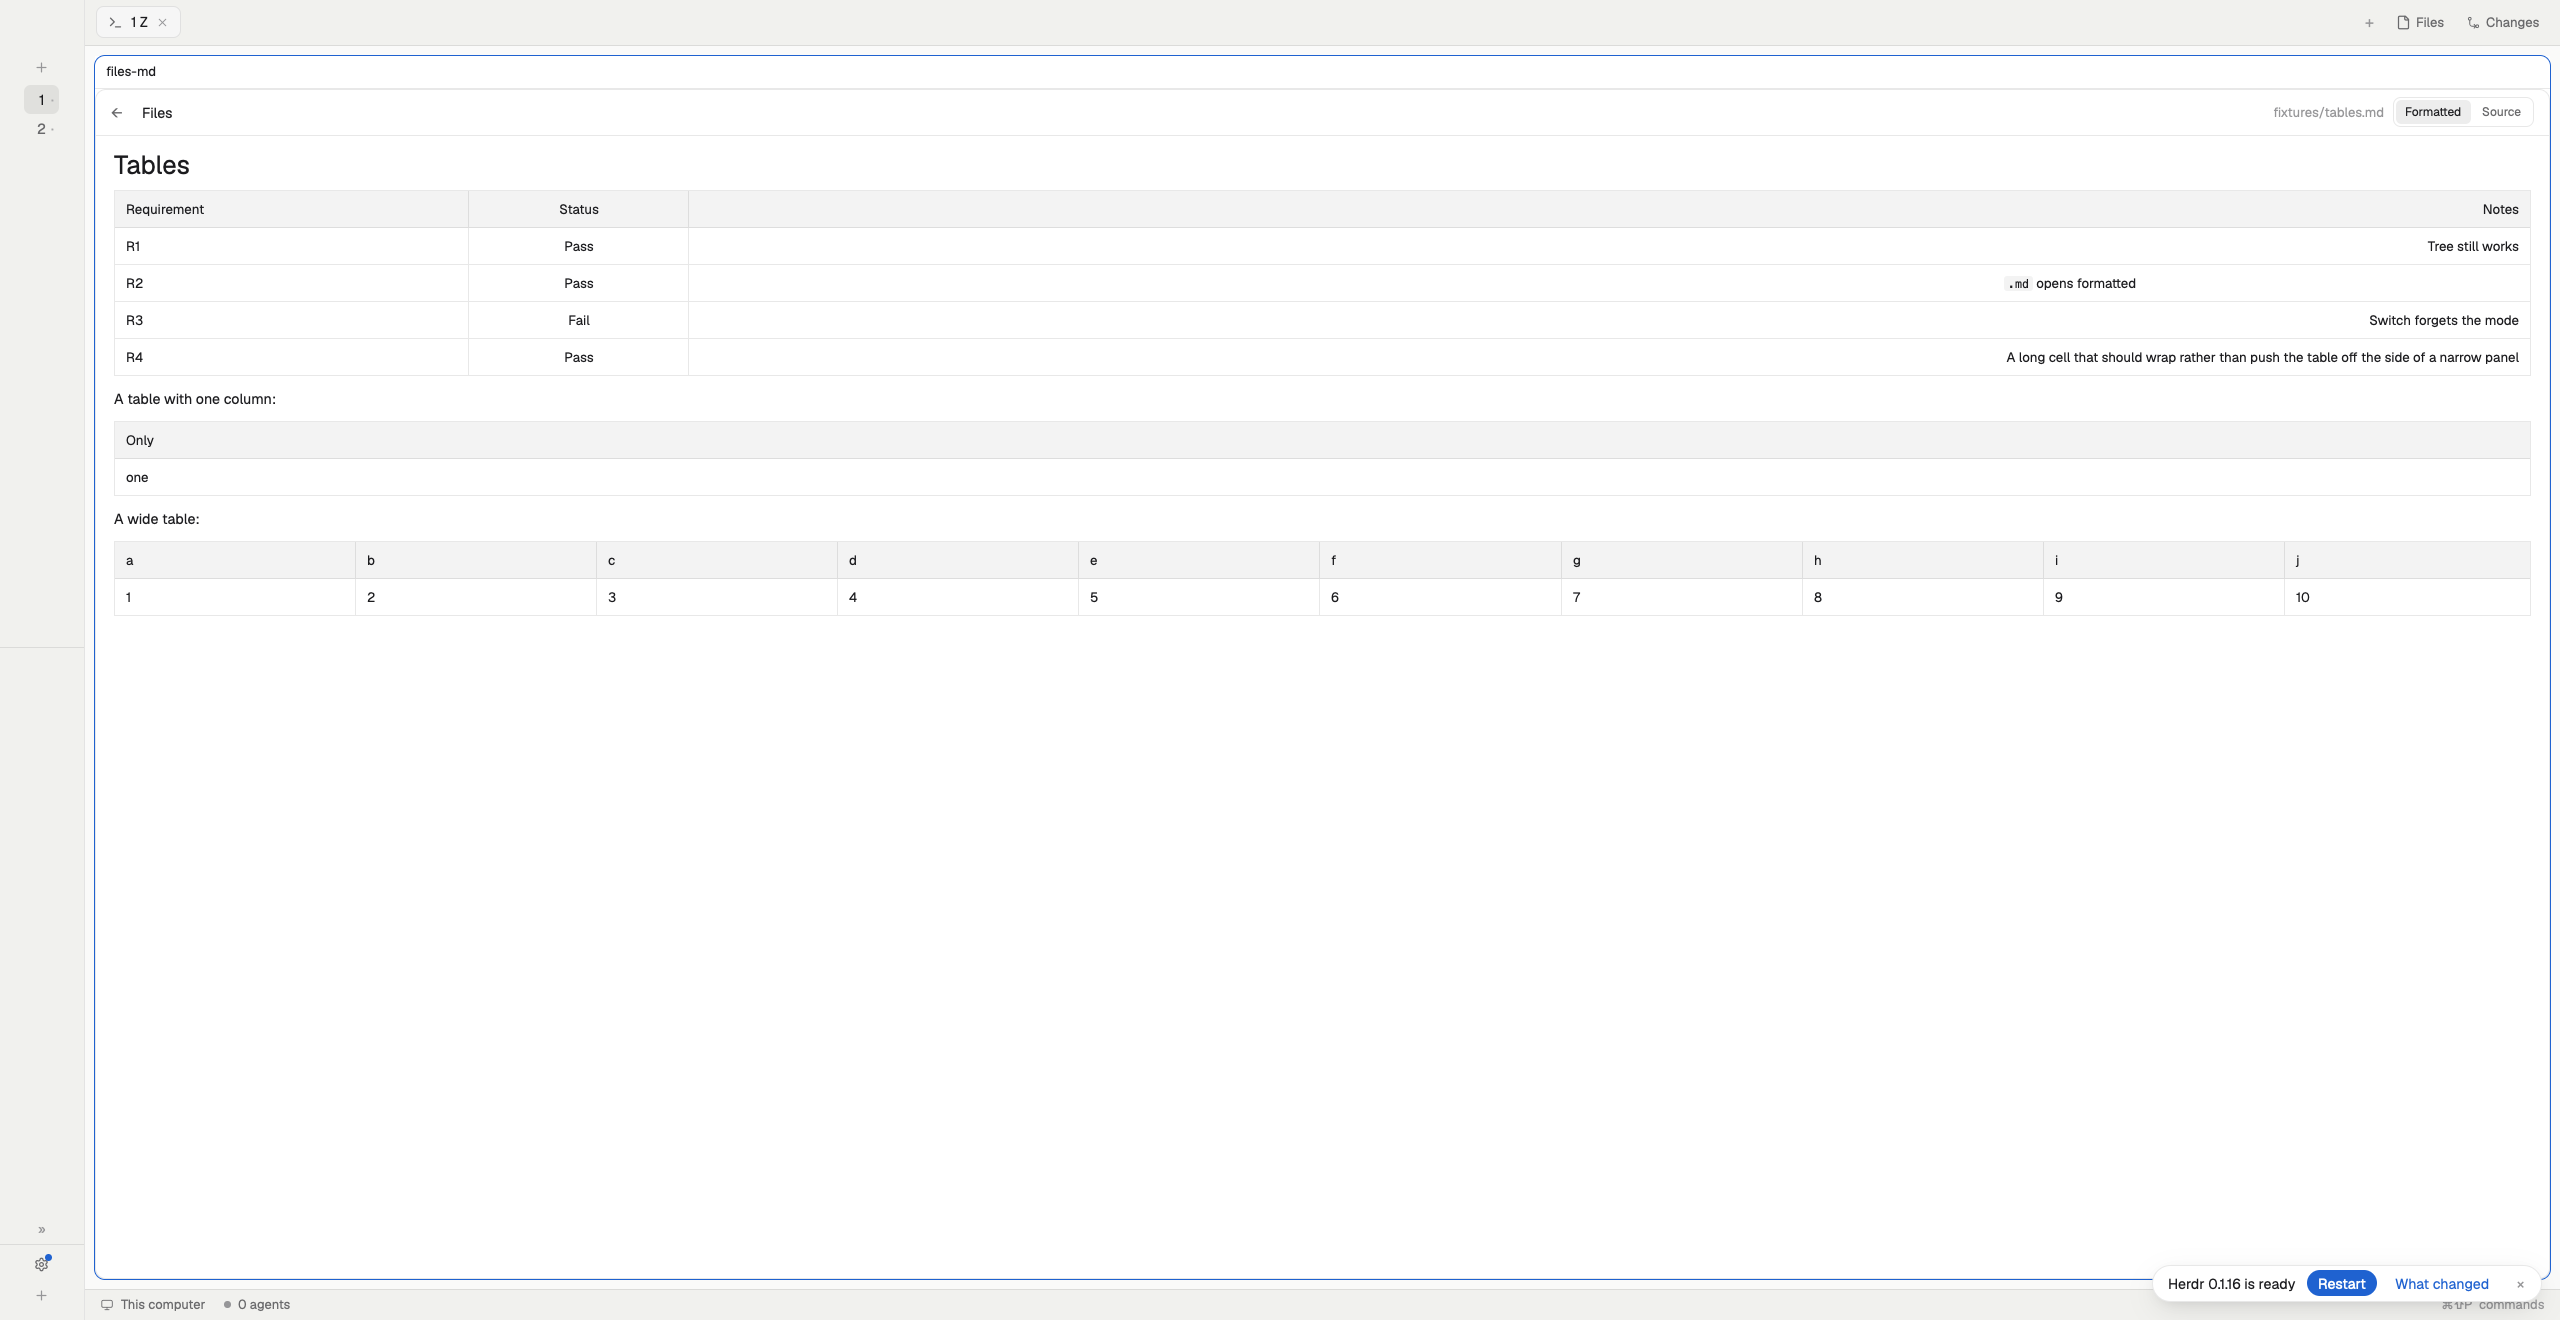 1 Z
+ Files Changes
+
1
2
files-md
Files fixtures/tables.md Formatted Source
Tables
Requirement Status Notes
R1 Pass Tree still works
R2 Pass .md opens formatted
R3 Fail Switch forgets the mode
R4 Pass A long cell that should wrap rather than push the table off the side of a narrow panel
A table with one column:
Only
one
A wide table:
a b c d e f g h i j
1 2 3 4 5 6 7 8 9 10
»
+
Herdr 0.1.16 is ready Restart What changed ×
This computer 0 agents commands